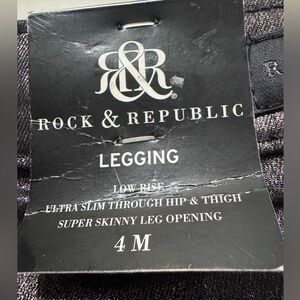 R&R®
ROCK & REPUBLIC
LEGGING
LOW RISE
ULTRA SLIM THROUGH HIP & THIGH
SUPER SKINNY LEG OPENING
4 M
R